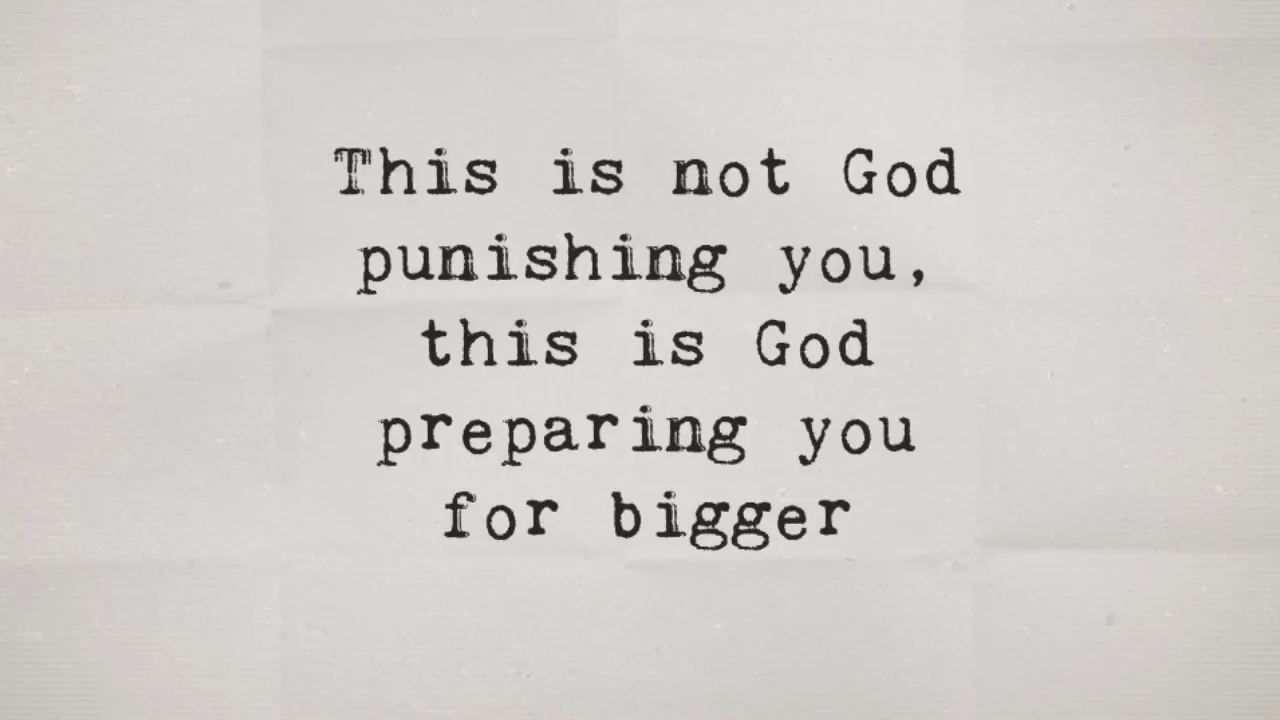 This is not God
punishing you,
this is God
preparing you
for bigger